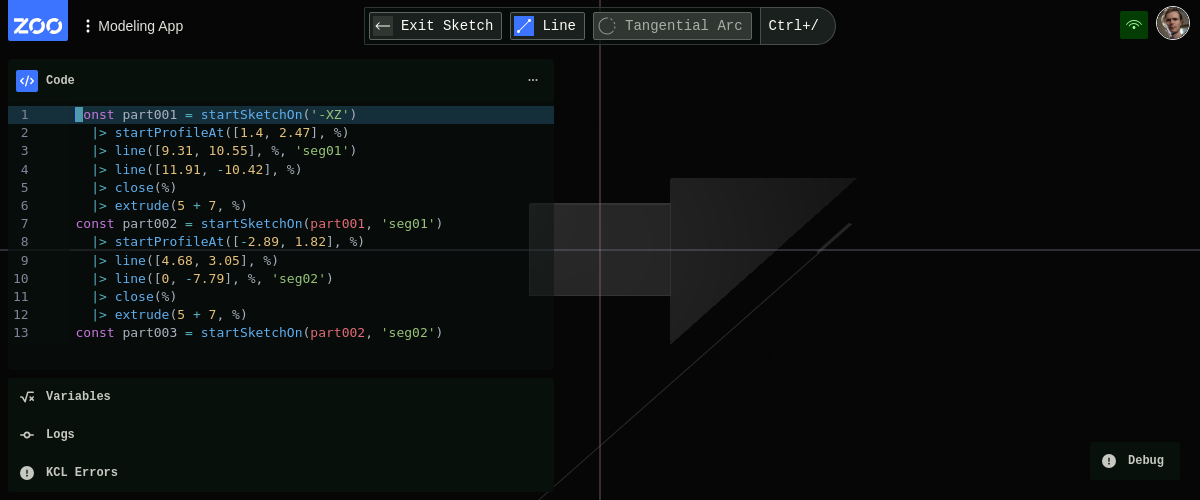 ZOO
Modeling App
Exit Sketch
Line
Tangential Arc
Ctrl+/
Code
1 const part001 = startSketchOn('-XZ')
2 |> startProfileAt([1.4, 2.47], %)
3 |> line([9.31, 10.55], %, 'seg01')
4 |> line([11.91, -10.42], %)
5 |> close(%)
6 |> extrude(5 + 7, %)
7 const part002 = startSketchOn(part001, 'seg01')
8 |> startProfileAt([-2.89, 1.82], %)
9 |> line([4.68, 3.05], %)
10 |> line([0, -7.79], %, 'seg02')
11 |> close(%)
12 |> extrude(5 + 7, %)
13 const part003 = startSketchOn(part002, 'seg02')
Variables
Logs
KCL Errors
Debug